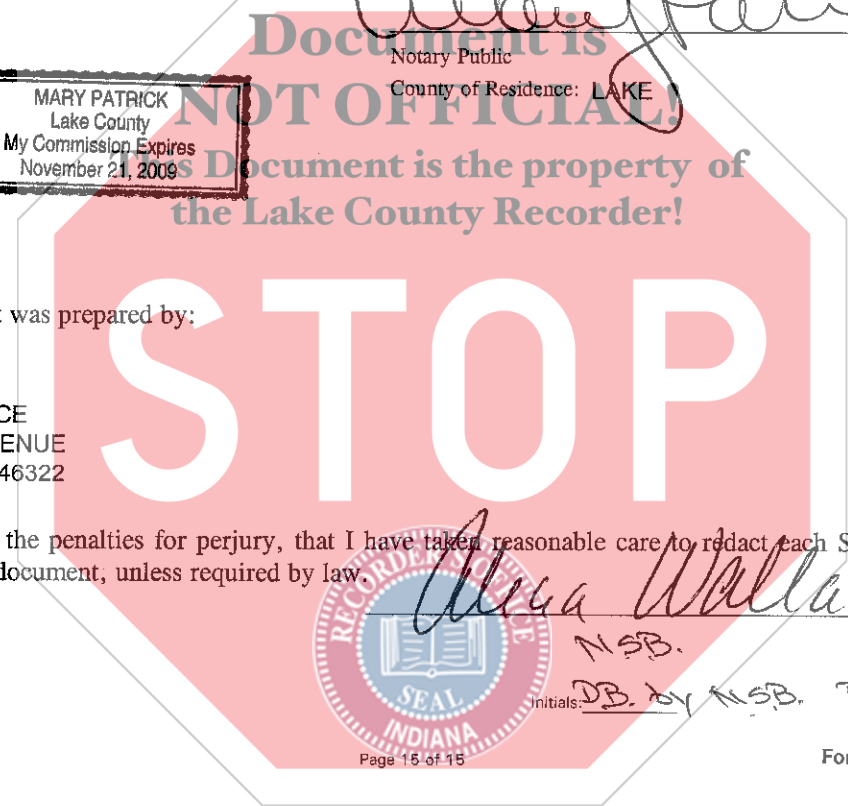 Document is
Notary Public
NOT OFFICIAL!
County of Residence: LAKE
MARY PATRICK
Lake County
My Commission Expires
November 21, 2009
This Document is the property of
the Lake County Recorder!
STOP
t was prepared by:
CE
ENUE
46322
the penalties for perjury, that I have taken reasonable care to redact each S
document, unless required by law.
RECORDER'S OFFICE
SEAL
INDIANA
NSB.
Initials: DB. by NSB.
Page 15 of 15
For